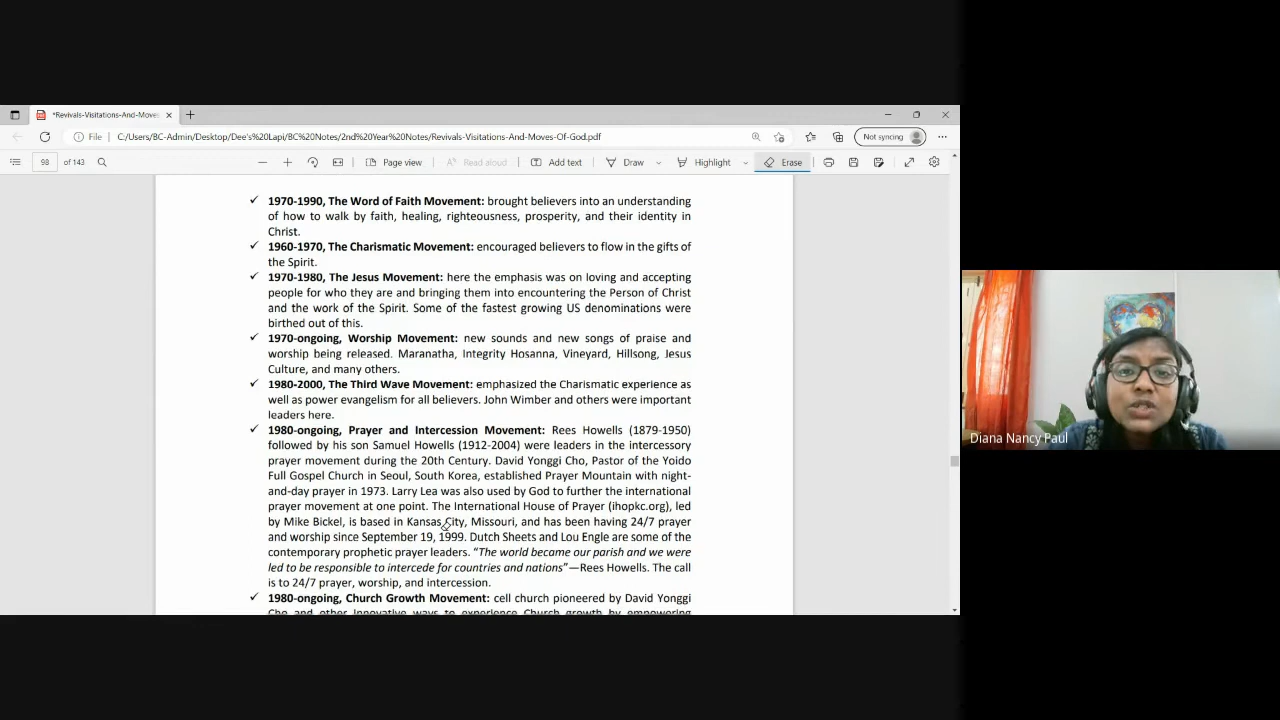 *Revivals-Visitations-And-Moves
File
C:/Users/BC-Admin/Desktop/Dee's%20Lapi/BC%20Notes/2nd%20Year%20Notes/Revivals-Visitations-And-Moves-Of-God.pdf
Not syncing
98 of 143
Page view
Read aloud
Add text
Draw
Highlight
Erase
✓ 1970-1990, The Word of Faith Movement: brought believers into an understanding
of how to walk by faith, healing, righteousness, prosperity, and their identity in
Christ.
✓ 1960-1970, The Charismatic Movement: encouraged believers to flow in the gifts of
the Spirit.
✓ 1970-1980, The Jesus Movement: here the emphasis was on loving and accepting
people for who they are and bringing them into encountering the Person of Christ
and the work of the Spirit. Some of the fastest growing US denominations were
birthed out of this.
✓ 1970-ongoing, Worship Movement: new sounds and new songs of praise and
worship being released. Maranatha, Integrity Hosanna, Vineyard, Hillsong, Jesus
Culture, and many others.
✓ 1980-2000, The Third Wave Movement: emphasized the Charismatic experience as
well as power evangelism for all believers. John Wimber and others were important
leaders here.
✓ 1980-ongoing, Prayer and Intercession Movement: Rees Howells (1879-1950)
followed by his son Samuel Howells (1912-2004) were leaders in the intercessory
prayer movement during the 20th Century. David Yonggi Cho, Pastor of the Yoido
Full Gospel Church in Seoul, South Korea, established Prayer Mountain with night-
and-day prayer in 1973. Larry Lea was also used by God to further the international
prayer movement at one point. The International House of Prayer (ihopkc.org), led
by Mike Bickel, is based in Kansas City, Missouri, and has been having 24/7 prayer
and worship since September 19, 1999. Dutch Sheets and Lou Engle are some of the
contemporary prophetic prayer leaders. "The world became our parish and we were
led to be responsible to intercede for countries and nations"—Rees Howells. The call
is to 24/7 prayer, worship, and intercession.
✓ 1980-ongoing, Church Growth Movement: cell church pioneered by David Yonggi
Cho and other innovative ways to experience Church growth by empowering
Diana Nancy Paul